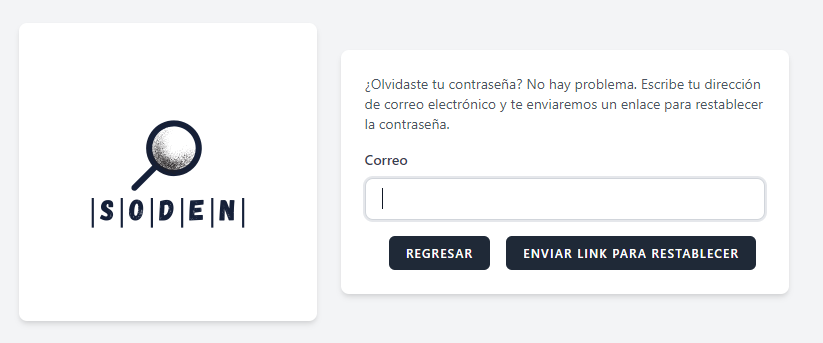 |S|O|D|E|N|
¿Olvidaste tu contraseña? No hay problema. Escribe tu dirección
de correo electrónico y te enviaremos un enlace para restablecer
la contraseña.
Correo
REGRESAR
ENVIAR LINK PARA RESTABLECER